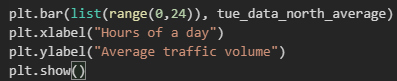 plt.bar(list(range(0,24)), tue_data_north_average)
plt.xlabel("Hours of a day")
plt.ylabel("Average traffic volume")
plt.show()